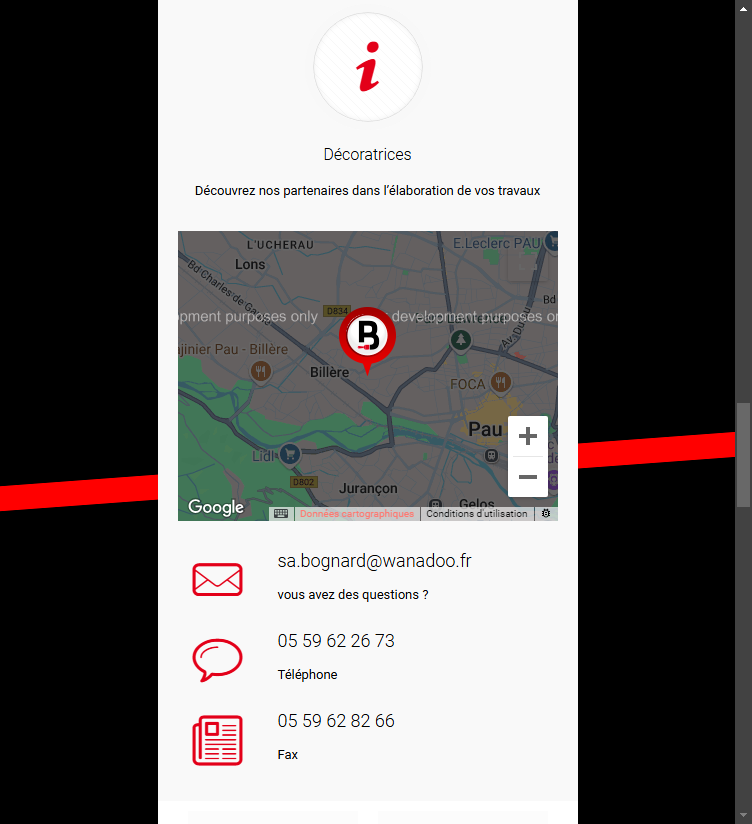 Décoratrices
Découvrez nos partenaires dans l'élaboration de vos travaux
L'UCHERAU
E.Leclerc PAU
Lons
Bd Charles de Gaulle
D834
opment purposes only
development purposes on
Av. Du
jinier Pau - Billère
Billère
FOCA
Pau
Lidl
D802
Jurançon
Gelos
Google
Données cartographiques
Conditions d'utilisation
sa.bognard@wanadoo.fr
vous avez des questions ?
05 59 62 26 73
Téléphone
05 59 62 82 66
Fax